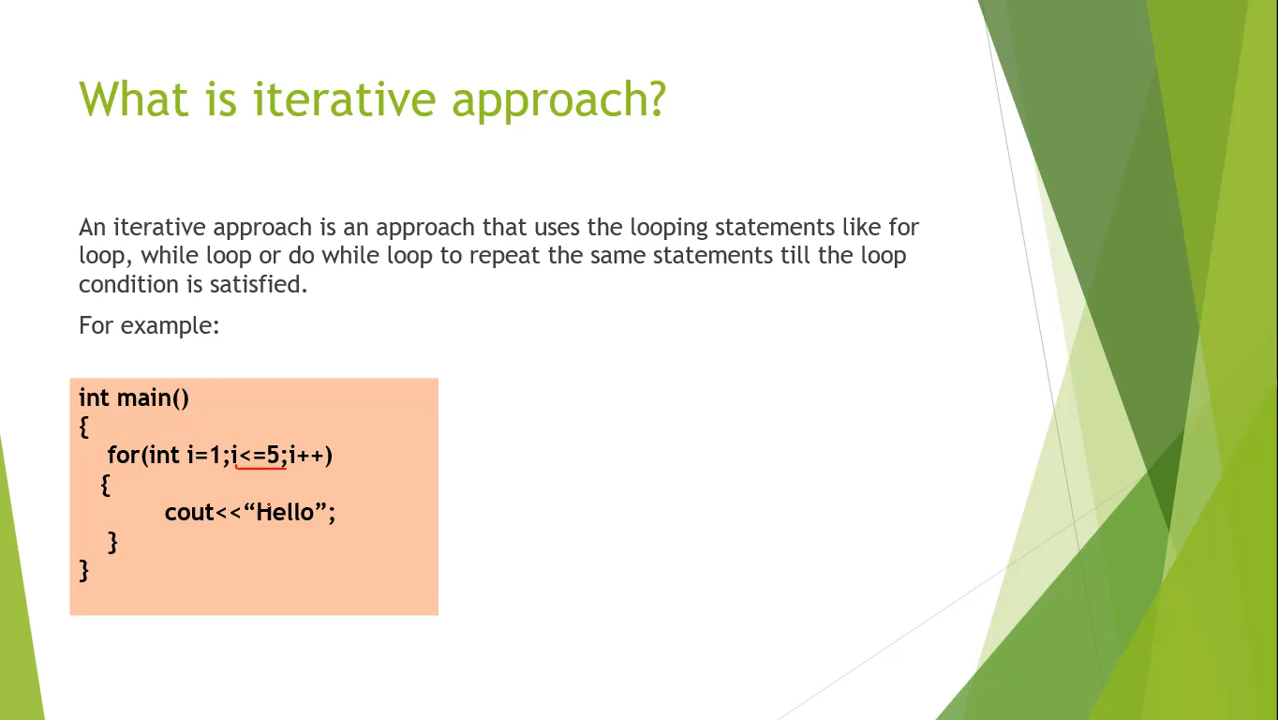 What is iterative approach?
An iterative approach is an approach that uses the looping statements like for
loop, while loop or do while loop to repeat the same statements till the loop
condition is satisfied.
For example:
int main()
{
for(int i=1;i<=5;i++)
{
cout<<“Hello”;
}
}